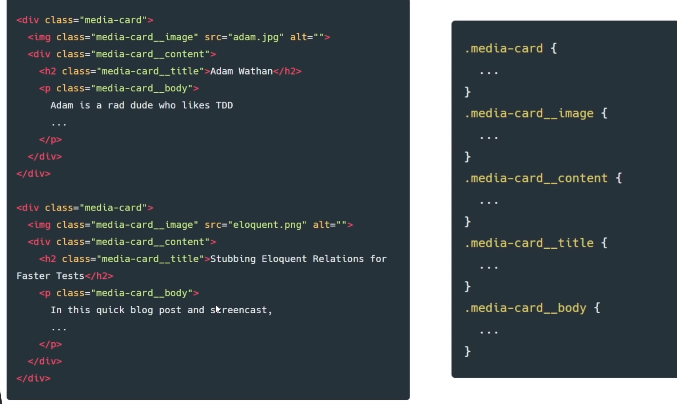 <div class="media-card">
<img class="media-card__image" src="adam.jpg" alt="">
<div class="media-card__content">
<h2 class="media-card__title">Adam Wathan</h2>
<p class="media-card__body">
Adam is a rad dude who likes TDD
...
</p>
</div>
</div>
<div class="media-card">
<img class="media-card__image" src="eloquent.png" alt="">
<div class="media-card__content">
<h2 class="media-card__title">Stubbing Eloquent Relations for
Faster Tests</h2>
<p class="media-card__body">
In this quick blog post and screencast,
...
</p>
</div>
</div>
.media-card {
...
}
.media-card__image {
...
}
.media-card__content {
...
}
.media-card__title {
...
}
.media-card__body {
...
}